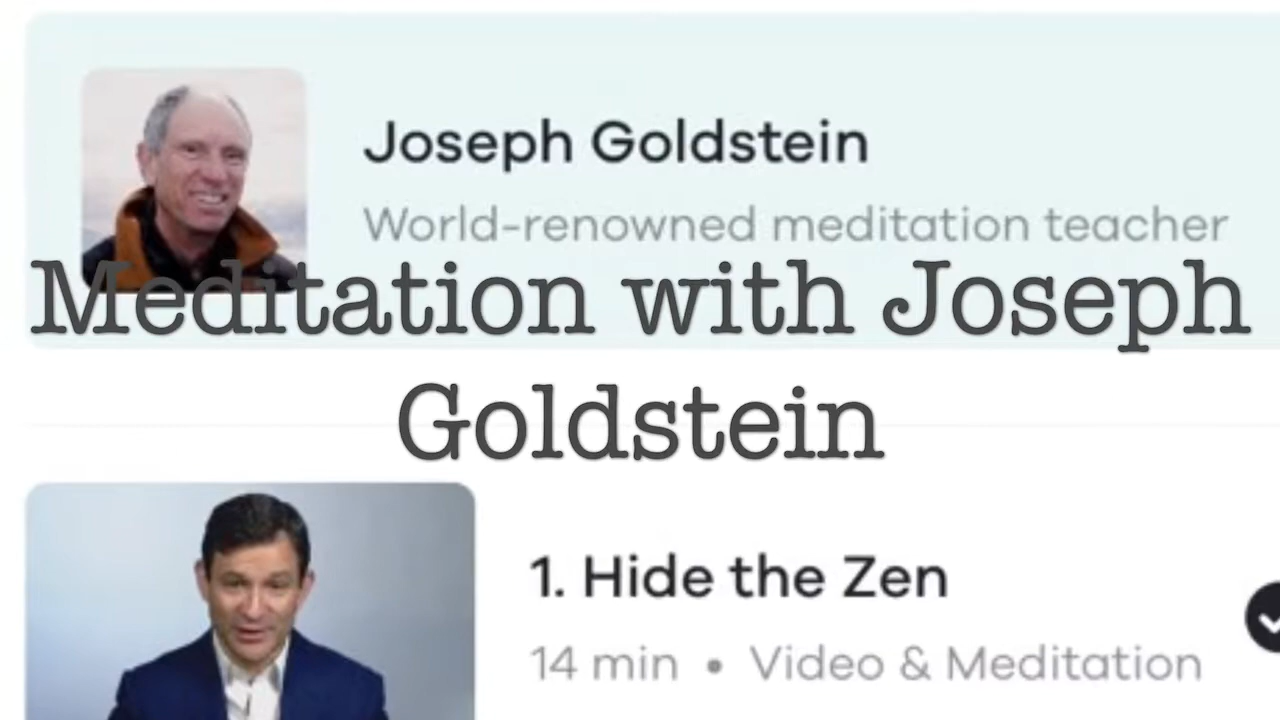 Joseph Goldstein
World-renowned meditation teacher
Meditation with Joseph
Goldstein
1. Hide the Zen
14 min • Video & Meditation